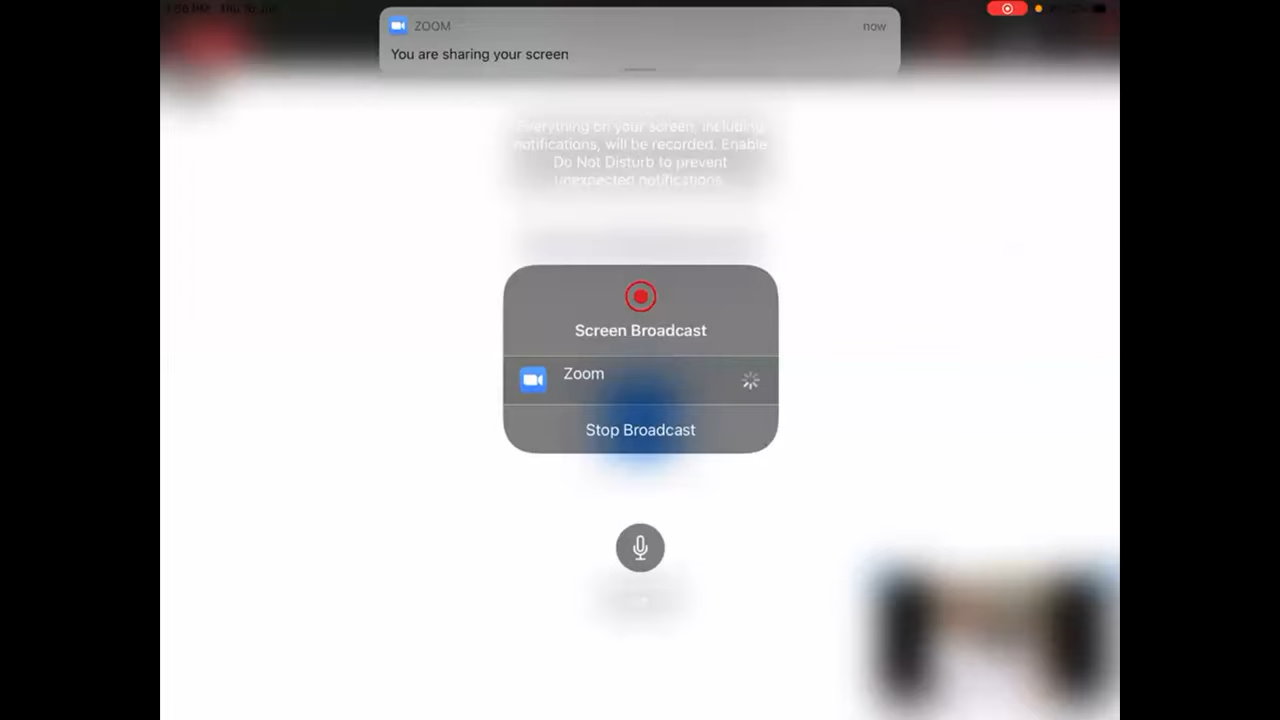 ZOOM
now
You are sharing your screen
Everything on your screen, including
notifications, will be recorded. Enable
Do Not Disturb to prevent
unexpected notifications.
Screen Broadcast
Zoom
Stop Broadcast